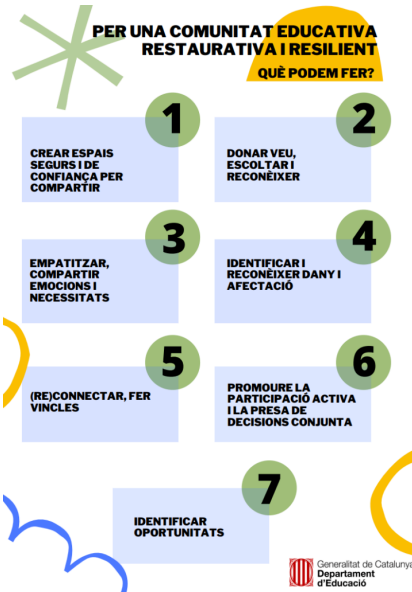 PER UNA COMUNITAT EDUCATIVA
RESTAURATIVA I RESILIENT
QUÈ PODEM FER?
1
CREAR ESPAIS
SEGURS I DE
CONFIANÇA PER
COMPARTIR
2
DONAR VEU,
ESCOLTAR I
RECONÈIXER
3
EMPATITZAR,
COMPARTIR
EMOCIONS I
NECESSITATS
4
IDENTIFICAR I
RECONÈIXER DANY I
AFECTACIÓ
5
(RE)CONNECTAR, FER
VINCLES
6
PROMOURE LA
PARTICIPACIÓ ACTIVA
I LA PRESA DE
DECISIONS CONJUNTA
7
IDENTIFICAR
OPORTUNITATS
Generalitat de Catalunya
Departament
d'Educació